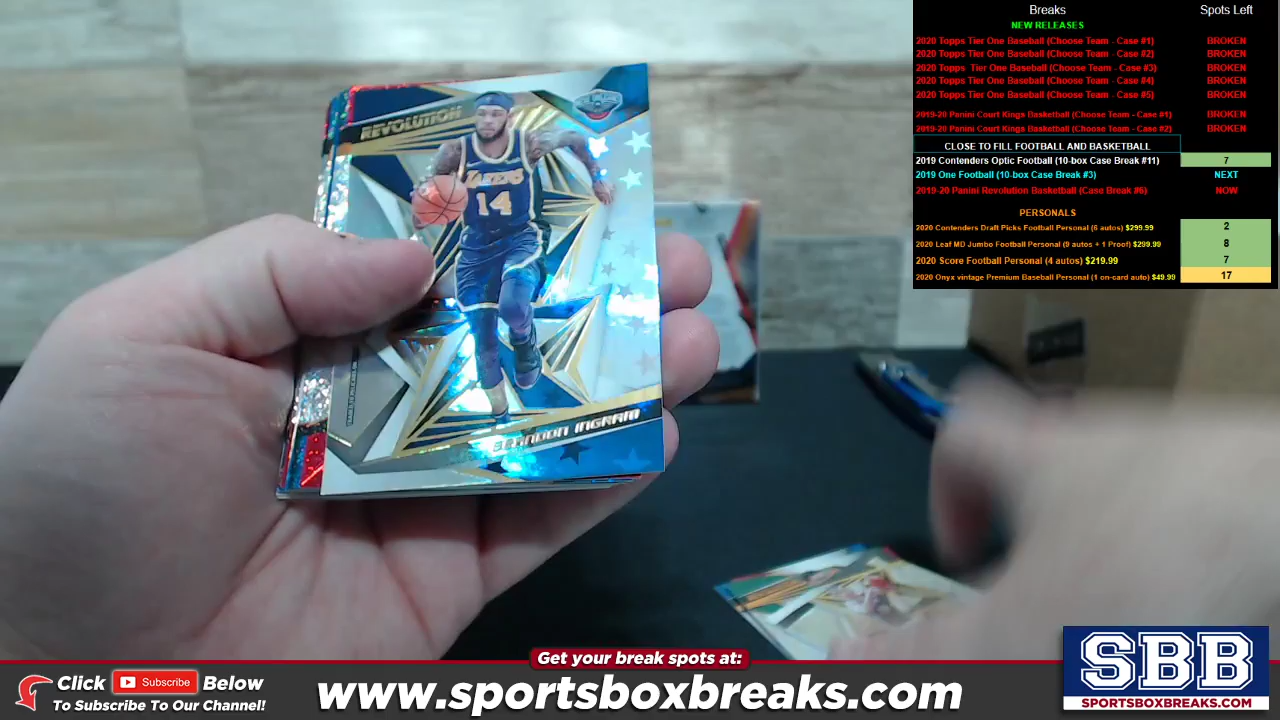 Breaks Spots Left
NEW RELEASES
2020 Topps Tier One Baseball (Choose Team - Case #1) BROKEN
2020 Topps Tier One Baseball (Choose Team - Case #2) BROKEN
2020 Topps Tier One Baseball (Choose Team - Case #3) BROKEN
2020 Topps Tier One Baseball (Choose Team - Case #4) BROKEN
2020 Topps Tier One Baseball (Choose Team - Case #5) BROKEN
2019-20 Panini Court Kings Basketball (Choose Team - Case #1) BROKEN
2019-20 Panini Court Kings Basketball (Choose Team - Case #2) BROKEN
CLOSE TO FILL FOOTBALL AND BASKETBALL
2019 Contenders Optic Football (10-box Case Break #11) 7
2019 One Football (10-box Case Break #3) NEXT
2019-20 Panini Revolution Basketball (Case Break #6) NOW
PERSONALS
2020 Contenders Draft Picks Football Personal (6 autos) $299.99 2
2020 Leaf MD Jumbo Football Personal (9 autos + 1 Proof) $299.99 8
2020 Score Football Personal (4 autos) $219.99 7
2020 Onyx vintage Premium Baseball Personal (1 on-card auto) $49.99 17
REVOLUTION
LAKERS
14
BRANDON INGRAM
Get your break spots at:
Click Subscribe Below
To Subscribe To Our Channel!
www.sportsboxbreaks.com
SBB
SPORTSBOXBREAKS.COM